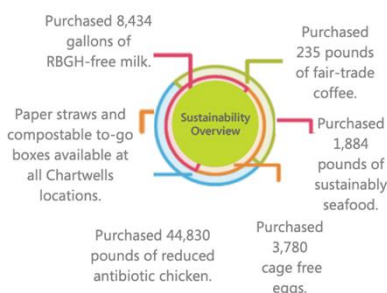 Purchased 8,434
gallons of
RBGH-free milk.
Purchased
235 pounds
of fair-trade
coffee.
Sustainability
Overview
Paper straws and
compostable to-go
boxes available at
all Chartwells
locations.
Purchased
1,884
pounds of
sustainably
seafood.
Purchased 44,830
pounds of reduced
antibiotic chicken.
Purchased
3,780
cage free
eggs.